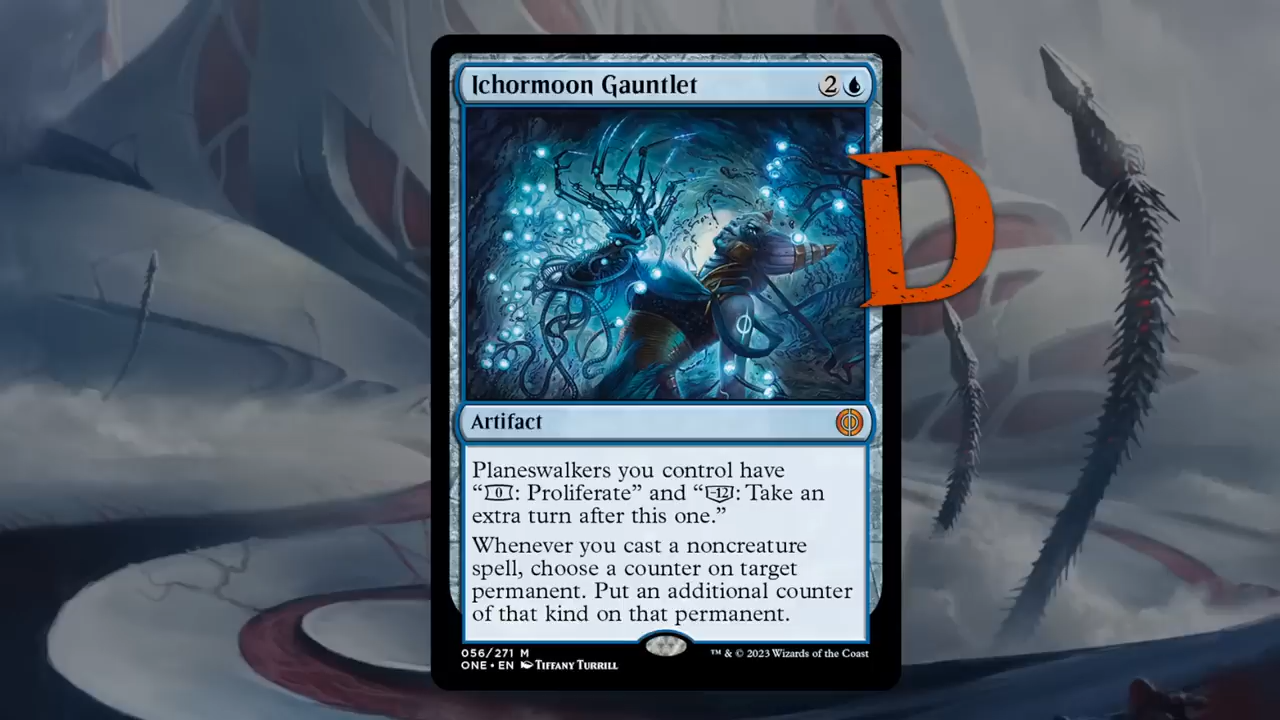 Ichormoon Gauntlet 2
D
Artifact
Planeswalkers you control have
“0: Proliferate” and “-12: Take an
extra turn after this one.”
Whenever you cast a noncreature
spell, choose a counter on target
permanent. Put an additional counter
of that kind on that permanent.
056/271 M
ONE • EN Tiffany Turrill
™ & © 2023 Wizards of the Coast